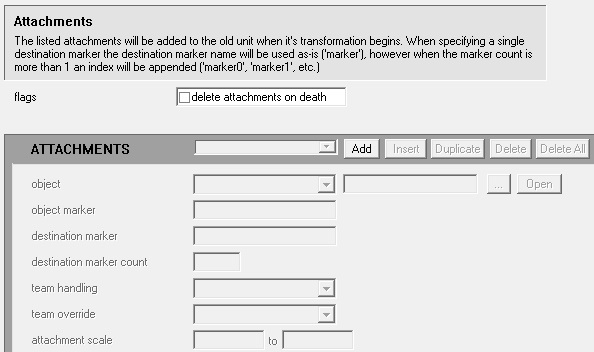 Attachments
The listed attachments will be added to the old unit when it's transformation begins. When specifying a single
destination marker the destination marker name will be used as-is ('marker'), however when the marker count is
more than 1 an index will be appended ('marker0', 'marker1', etc.)
flags
delete attachments on death
ATTACHMENTS Add Insert Duplicate Delete Delete All
object ... Open
object marker
destination marker
destination marker count
team handling
team override
attachment scale to